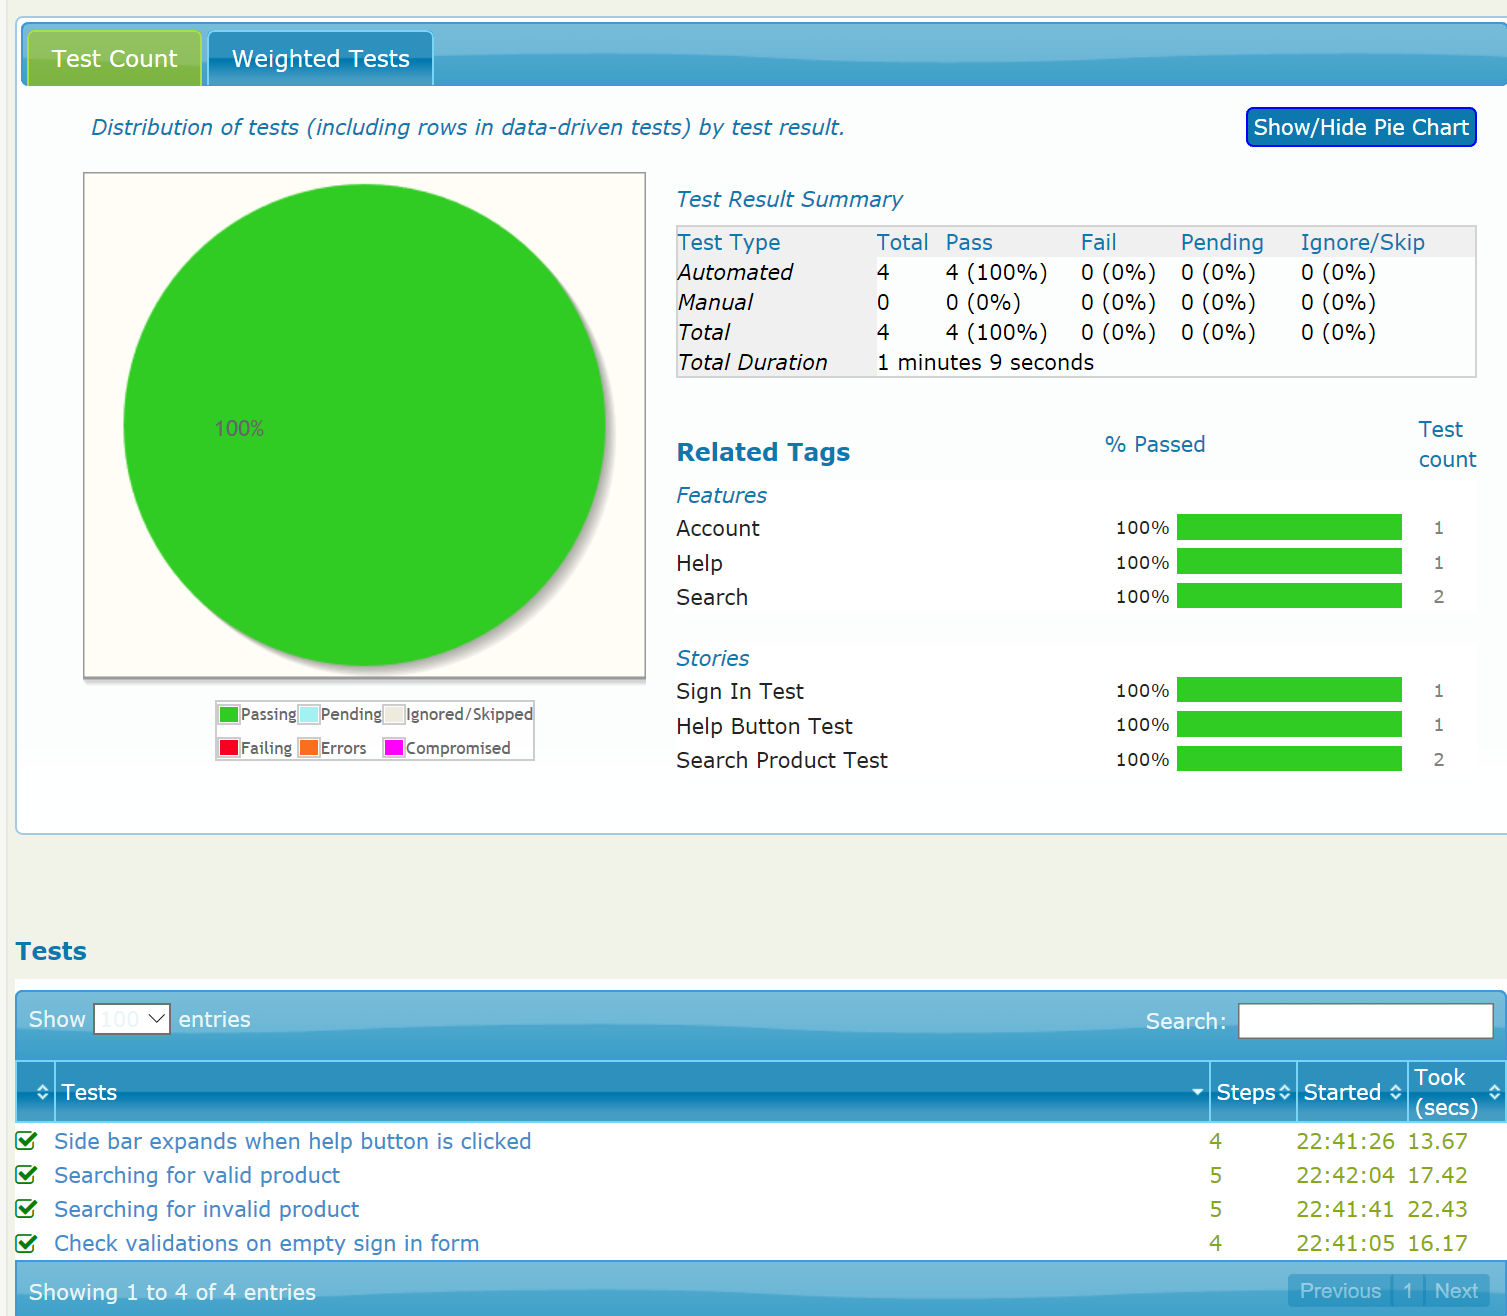 Test Count Weighted Tests
Distribution of tests (including rows in data-driven tests) by test result.
Show/Hide Pie Chart
100%
Passing Pending Ignored/Skipped
Failing Errors Compromised
Test Result Summary
Test Type Total Pass Fail Pending Ignore/Skip
Automated 4 4 (100%) 0 (0%) 0 (0%) 0 (0%)
Manual 0 0 (0%) 0 (0%) 0 (0%) 0 (0%)
Total 4 4 (100%) 0 (0%) 0 (0%) 0 (0%)
Total Duration 1 minutes 9 seconds
Related Tags % Passed Test count
Features
Account 100% 1
Help 100% 1
Search 100% 2
Stories
Sign In Test 100% 1
Help Button Test 100% 1
Search Product Test 100% 2
Tests
Show 100 entries Search:
Tests Steps Started Took (secs)
Side bar expands when help button is clicked 4 22:41:26 13.67
Searching for valid product 5 22:42:04 17.42
Searching for invalid product 5 22:41:41 22.43
Check validations on empty sign in form 4 22:41:05 16.17
Showing 1 to 4 of 4 entries Previous 1 Next